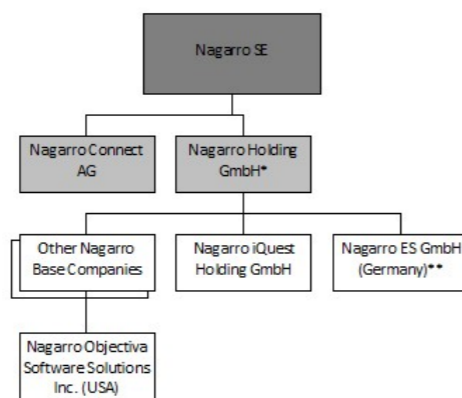 Nagarro SE
Nagarro Connect
AG
Nagarro Holding
GmbH*
Other Nagarro
Base Companies
Nagarro iQuest
Holding GmbH
Nagarro ES GmbH
(Germany)**
Nagarro Objectiva
Software Solutions
Inc. (USA)